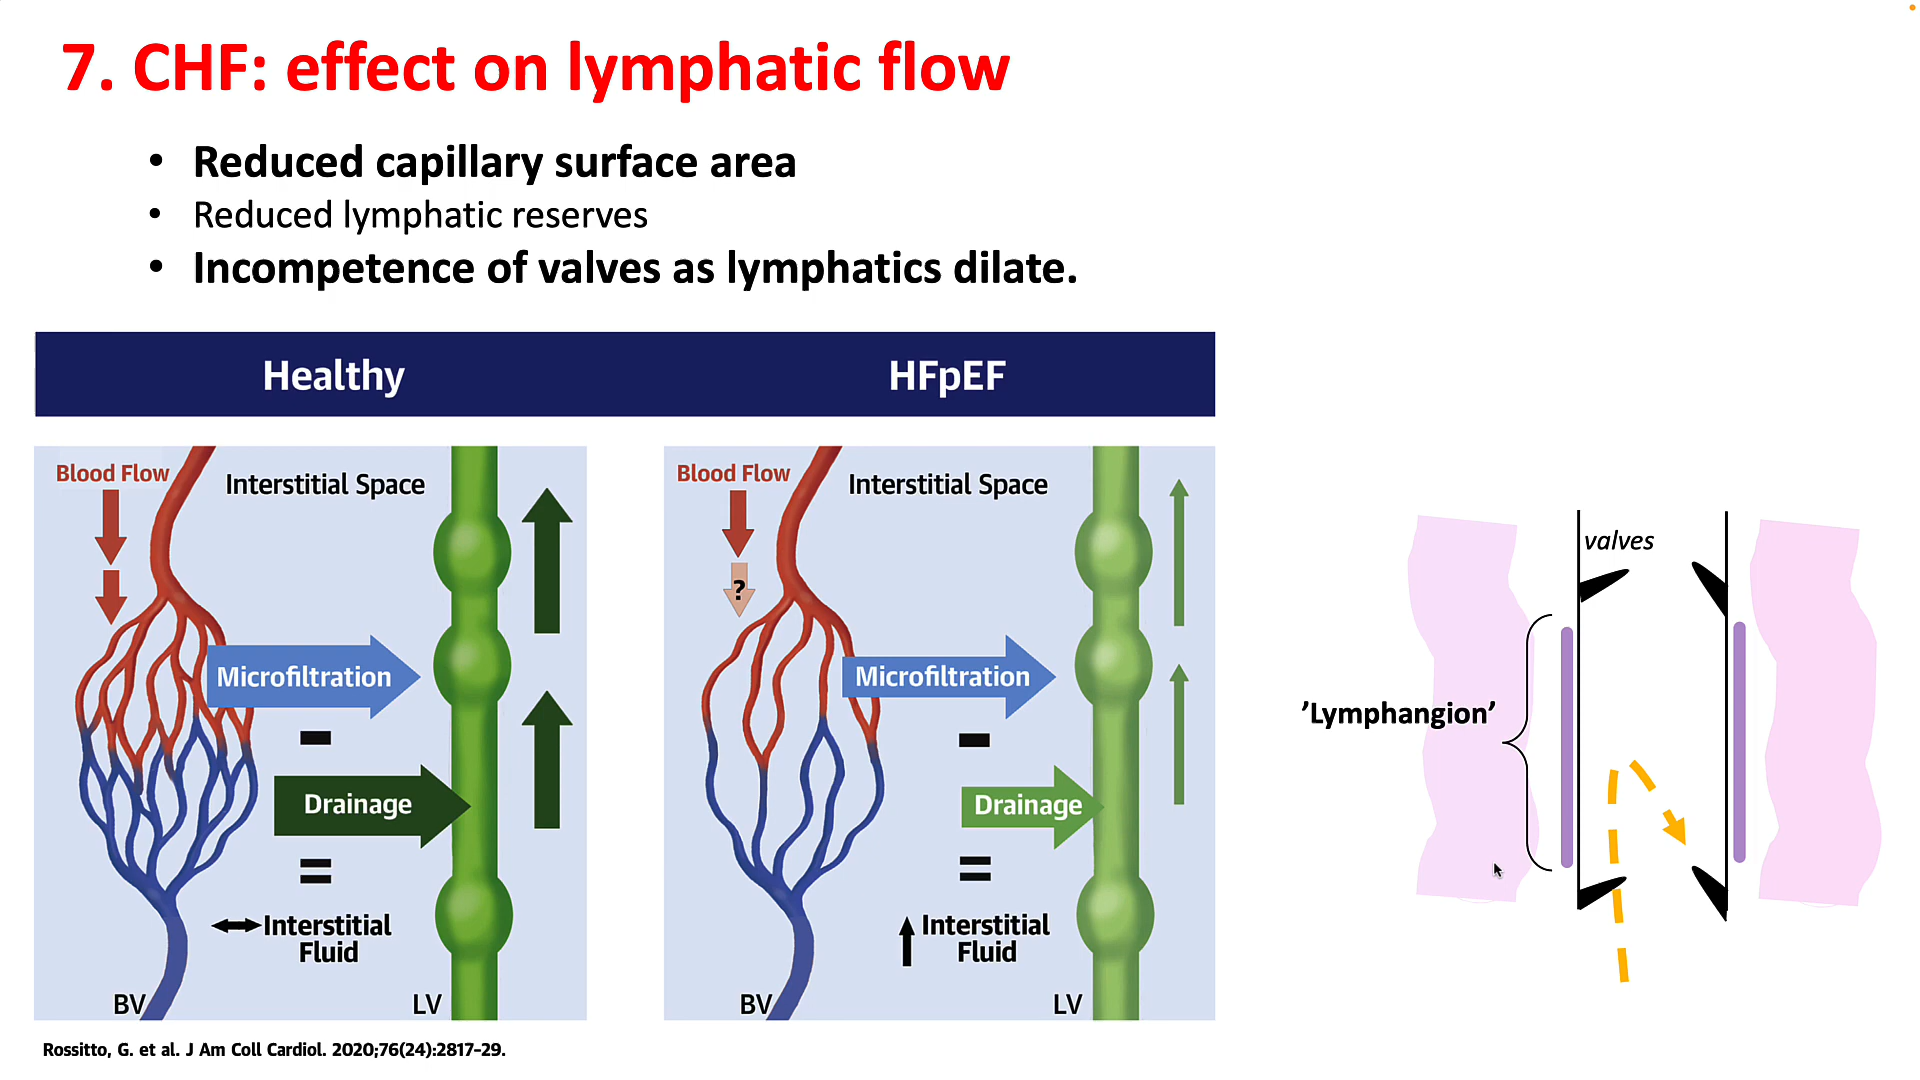 7. CHF: effect on lymphatic flow
• Reduced capillary surface area
• Reduced lymphatic reserves
• Incompetence of valves as lymphatics dilate.
Healthy
HFpEF
Blood Flow
Interstitial Space
Microfiltration
-
Drainage
=
Interstitial
Fluid
BV
LV
Blood Flow
Interstitial Space
?
Microfiltration
-
Drainage
=
Interstitial
Fluid
BV
LV
valves
’Lymphangion’
Rossitto, G. et al. J Am Coll Cardiol. 2020;76(24):2817-29.